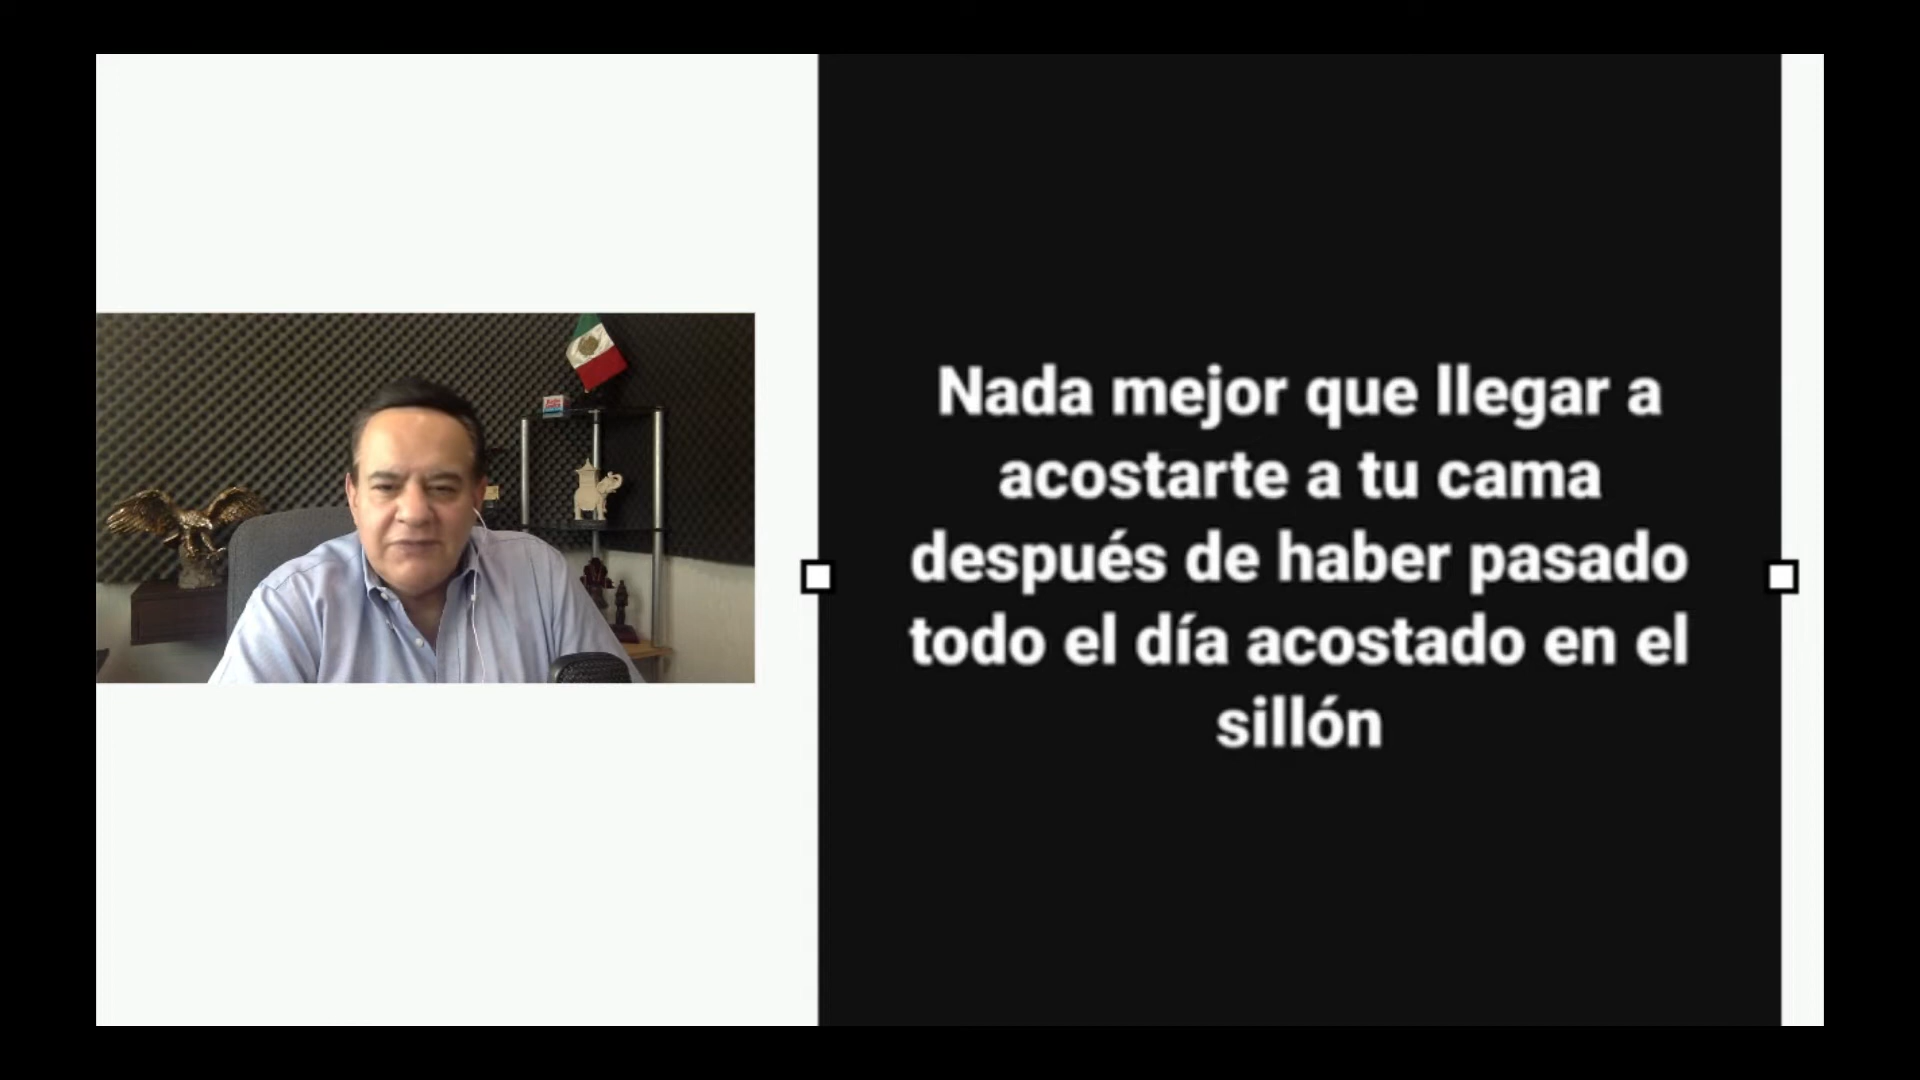 Nada mejor que llegar a
acostarte a tu cama
después de haber pasado
todo el día acostado en el
sillón